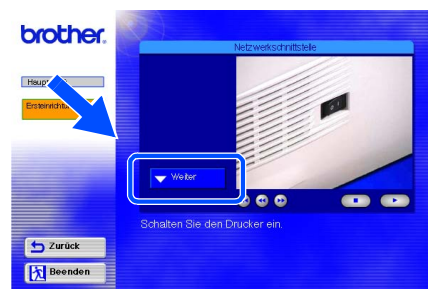 brother.
Netzwerkschnittstelle
Weiter
Schalten Sie den Drucker ein.
Zurück
Beenden